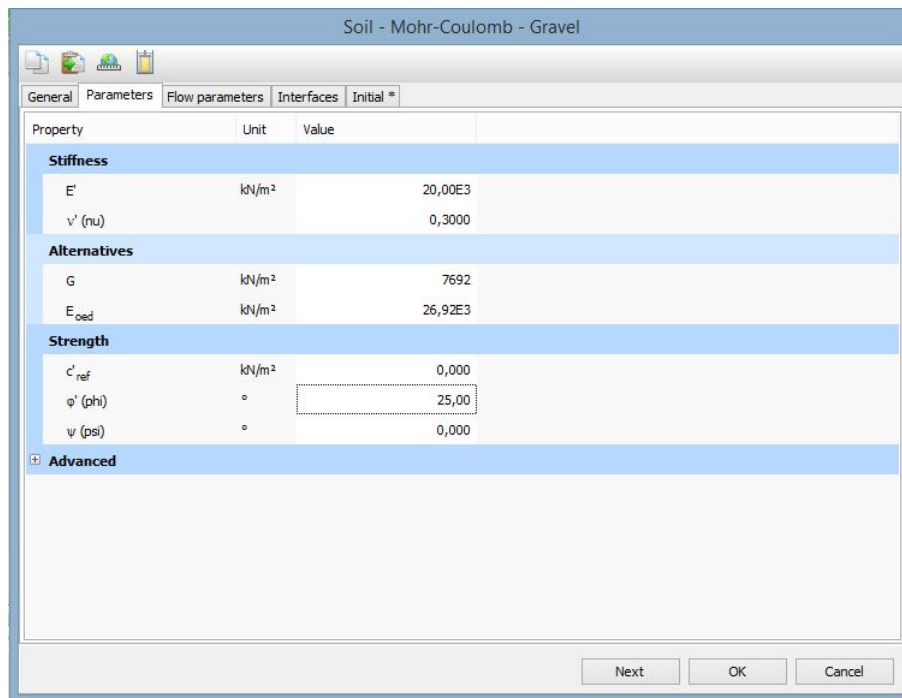 Soil - Mohr-Coulomb - Gravel
General Parameters Flow parameters Interfaces Initial *
Property Unit Value
Stiffness
E' kN/m² 20,00E3
ν' (nu) 0,3000
Alternatives
G kN/m² 7692
E oed kN/m² 26,92E3
Strength
c' ref kN/m² 0,000
φ' (phi) ° 25,00
ψ (psi) ° 0,000
Advanced
Next OK Cancel